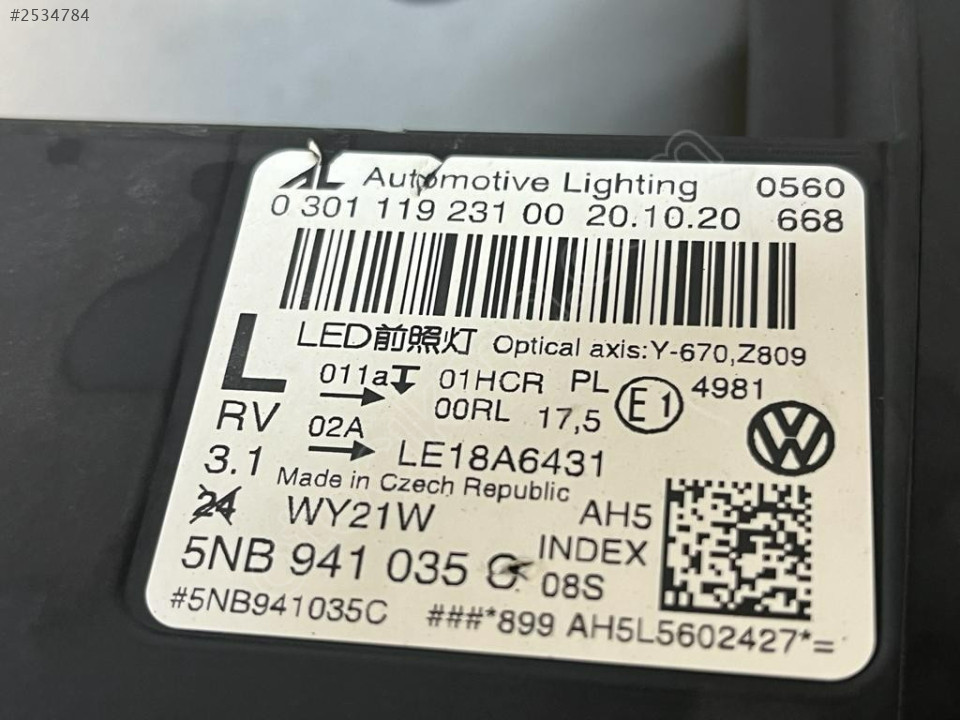 #2534784
AL Automotive Lighting 0560
0 301 119 231 00 20.10.20 668
LED前照灯 Optical axis:Y-670,Z809
L 011a 01HCR PL E1 4981
RV 02A 00RL 17,5
3.1 LE18A6431
Made in Czech Republic
24 WY21W AH5
5NB 941 035 C INDEX
08S
#5NB941035C ###*899 AH5L5602427*=